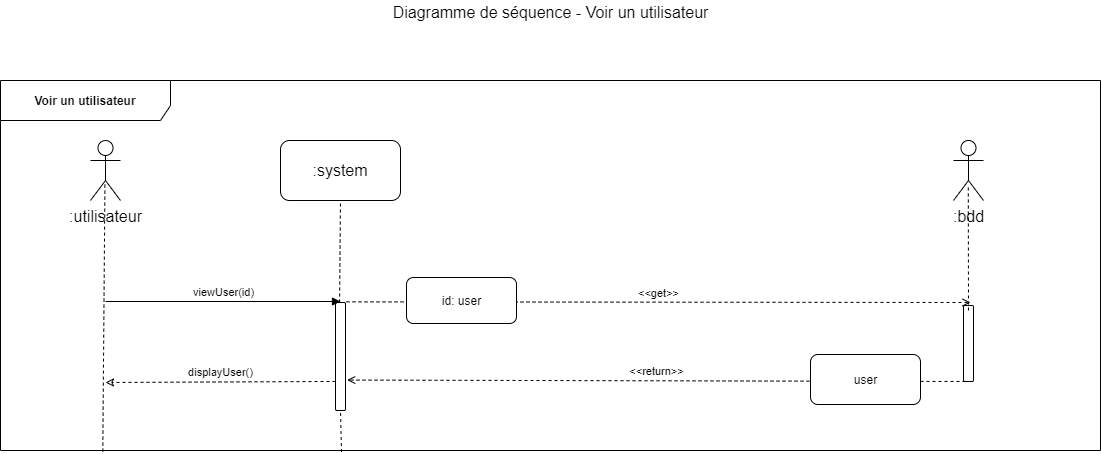 Diagramme de séquence - Voir un utilisateur
Voir un utilisateur
:utilisateur
:system
:bdd
viewUser(id)
id: user
<<get>>
displayUser()
<<return>>
user